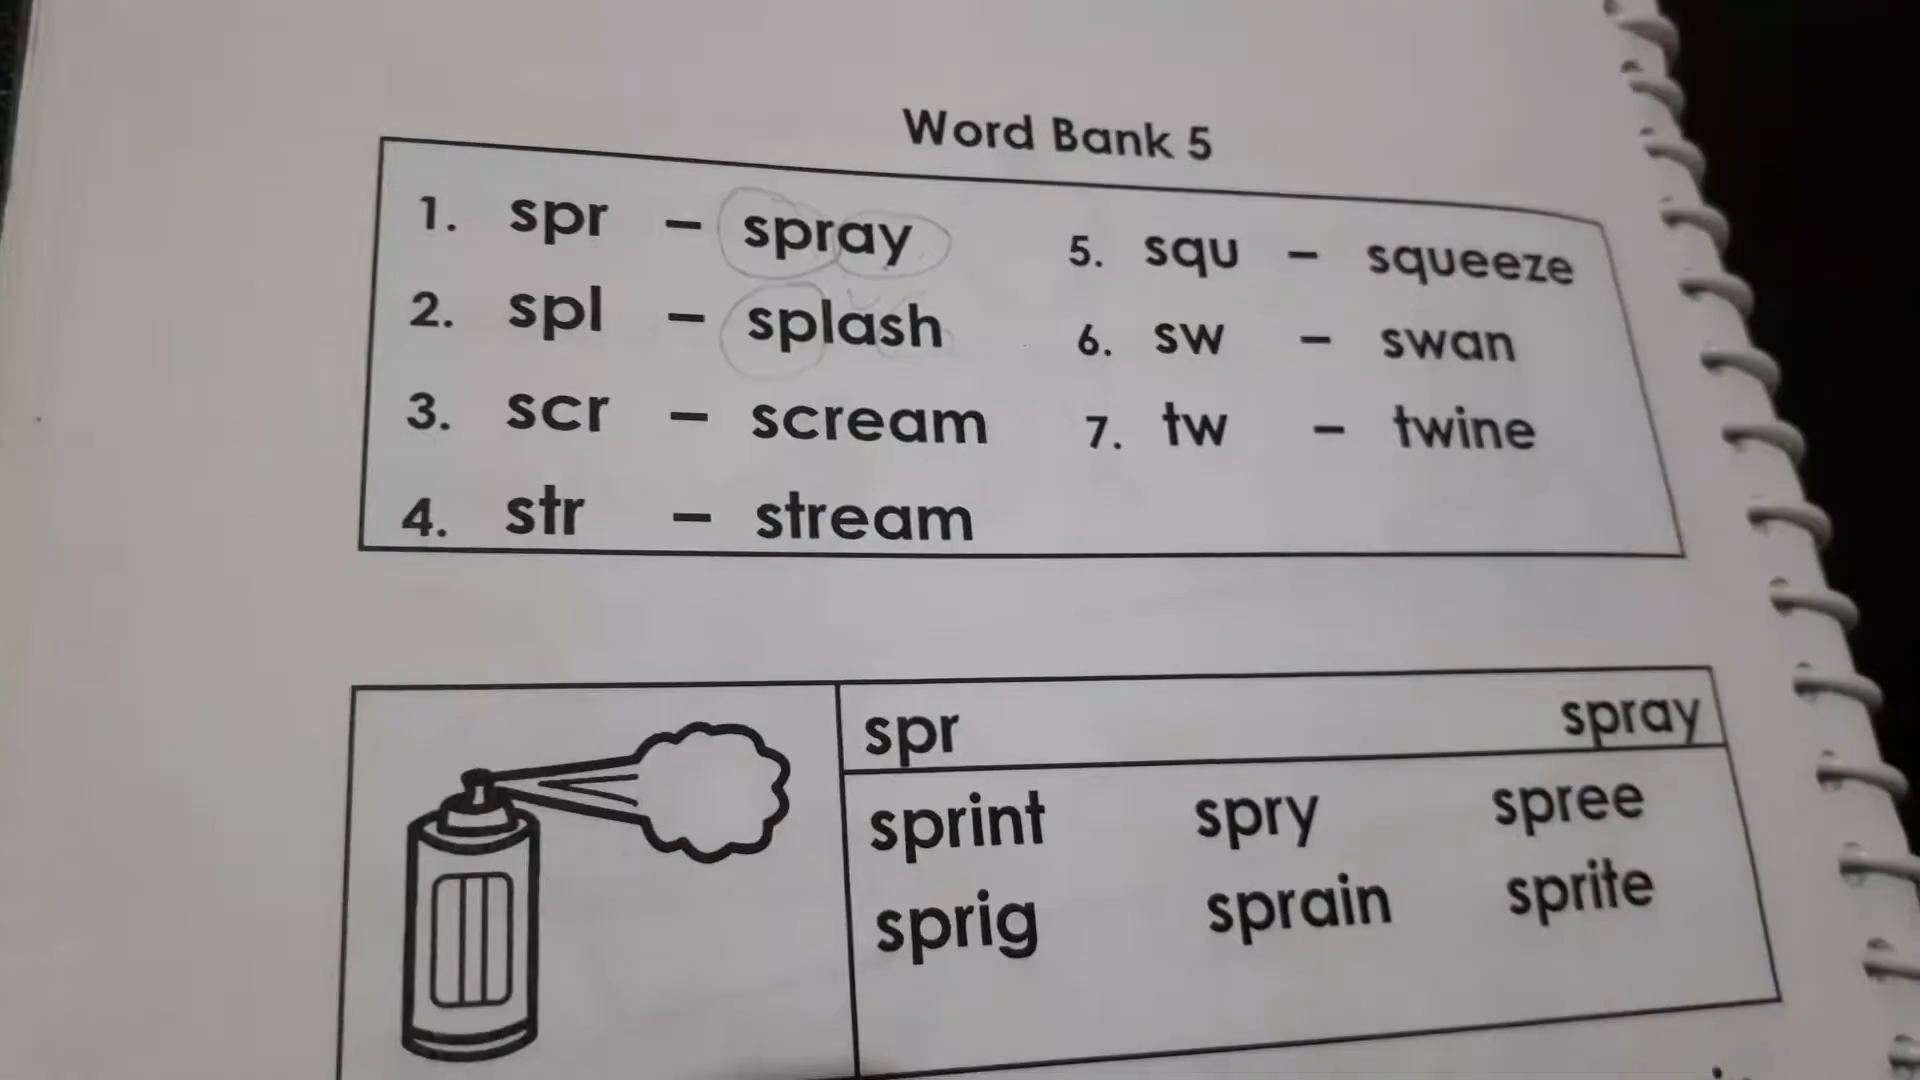 Word Bank 5
1. spr – spray
2. spl – splash
3. scr – scream
4. str – stream
5. squ – squeeze
6. sw – swan
7. tw – twine
spr spray
sprint spry spree
sprig sprain sprite